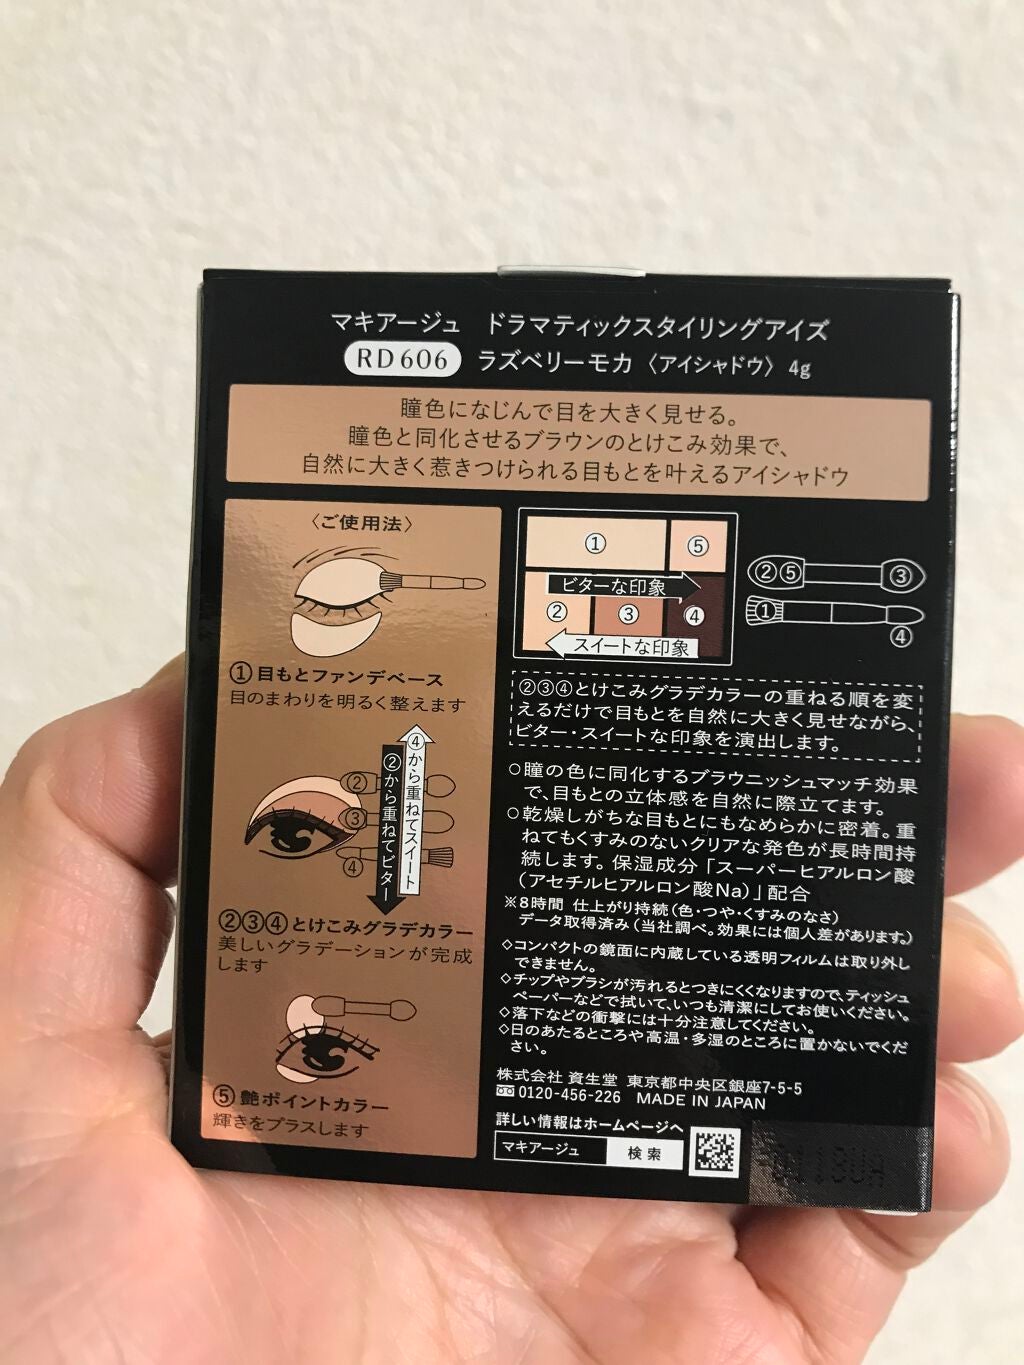 マキアージュ ドラマティックスタイリングアイズ
RD606 ラズベリーモカ〈アイシャドウ〉4g
瞳色になじんで目を大きく見せる。
瞳色と同化させるブラウンのとけこみ効果で、
自然に大きく惹きつけられる目もとを叶えるアイシャドウ
〈ご使用法〉
①目もとファンデベース
目のまわりを明るく整えます
②
③
④
④から重ねてスイート
②から重ねてビター
②③④とけこみグラデカラー
美しいグラデーションが完成
します
⑤艶ポイントカラー
輝きをプラスします
① ⑤
ビターな印象
② ③ ④
スイートな印象
②⑤ ③
①
④
②③④とけこみグラデカラーの重ねる順を変
えるだけで目もとを自然に大きく見せながら、
ビター・スイートな印象を演出します。
○瞳の色に同化するブラウニッシュマッチ効果
で、目もとの立体感を自然に際立てます。
○乾燥しがちな目もとにもなめらかに密着。重
ねてもくすみのないクリアな発色が長時間持
続します。保湿成分「スーパーヒアルロン酸
(アセチルヒアルロン酸Na)」配合
※8時間 仕上がり持続(色・つや・くすみのなさ)
データ取得済み(当社調べ。効果には個人差があります。)
◇コンパクトの鏡面に内蔵している透明フィルムは取り外し
できません。
◇チップやブラシが汚れるとつきにくくなりますので、ティッシュ
ペーパーなどで拭いて、いつも清潔にしてお使いください。
◇落下などの衝撃には十分注意してください。
◇日のあたるところや高温・多湿のところに置かないでくだ
さい。
株式会社 資生堂 東京都中央区銀座7-5-5
0120-456-226 MADE IN JAPAN
詳しい情報はホームページへ
マキアージュ 検索